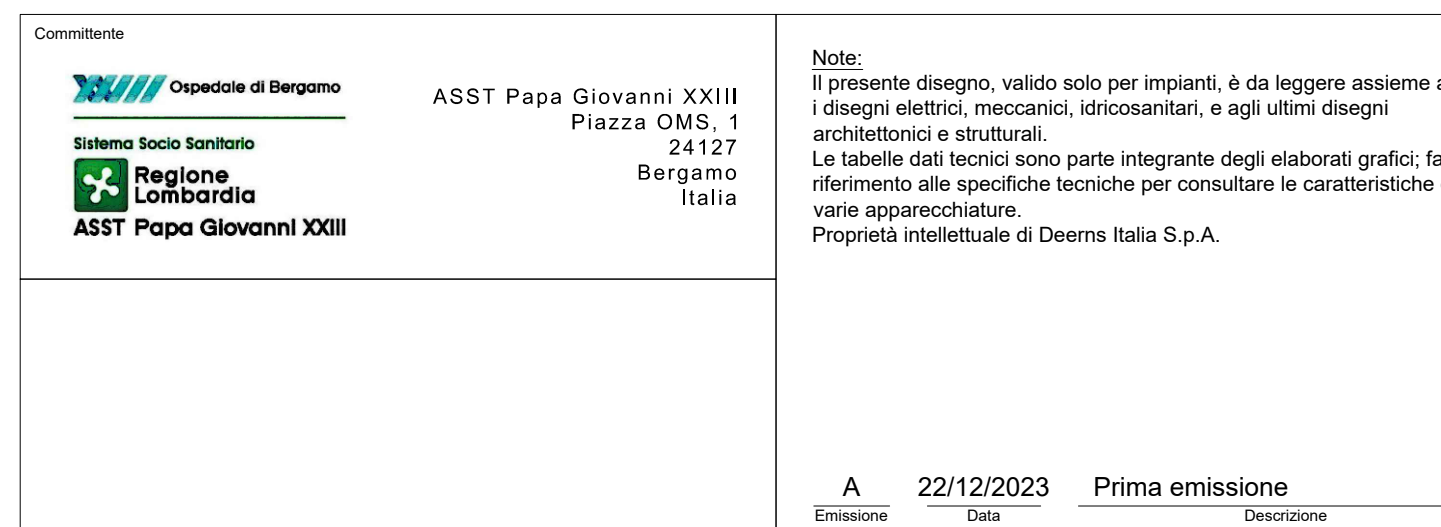 Committente
Ospedale di Bergamo
Sistema Socio Sanitario
Regione
Lombardia
ASST Papa Giovanni XXIII
ASST Papa Giovanni XXIII
Piazza OMS, 1
24127
Bergamo
Italia
Note:
Il presente disegno, valido solo per impianti, è da leggere assieme a
i disegni elettrici, meccanici, idricosanitari, e agli ultimi disegni
architettonici e strutturali.
Le tabelle dati tecnici sono parte integrante degli elaborati grafici; fa
riferimento alle specifiche tecniche per consultare le caratteristiche
varie apparecchiature.
Proprietà intellettuale di Deerns Italia S.p.A.
A 22/12/2023 Prima emissione
Emissione Data Descrizione